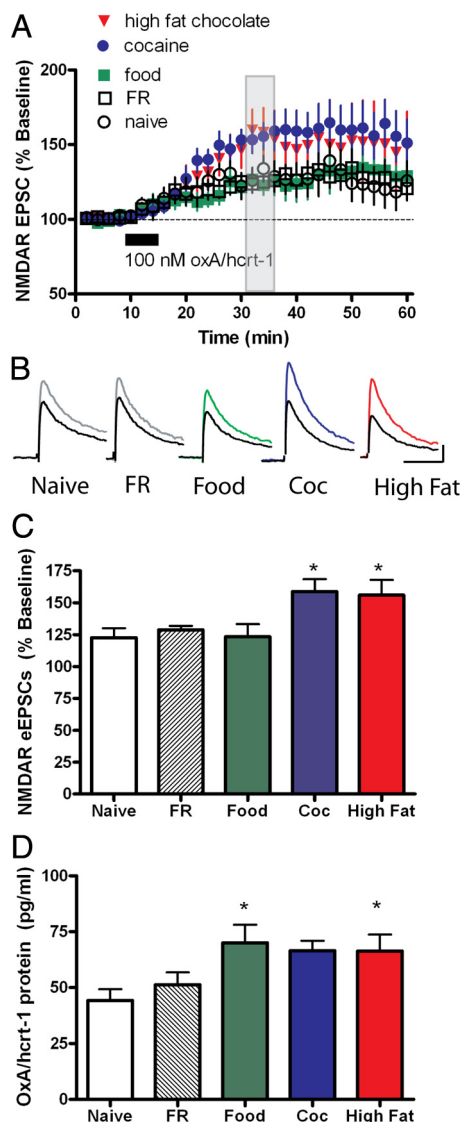 A
high fat chocolate
cocaine
food
FR
naive
NMDAR EPSC (% Baseline)
200
150
100
50
100 nM oxA/hcrt-1
0 10 20 30 40 50 60
Time (min)
B
Naive FR Food Coc High Fat
C
NMDAR eEPSCs (% Baseline)
175
150
125
100
75
50
25
0
* *
Naive FR Food Coc High Fat
D
OxA/hcrt-1 protein (pg/ml)
100
75
50
25
0
* *
Naive FR Food Coc High Fat